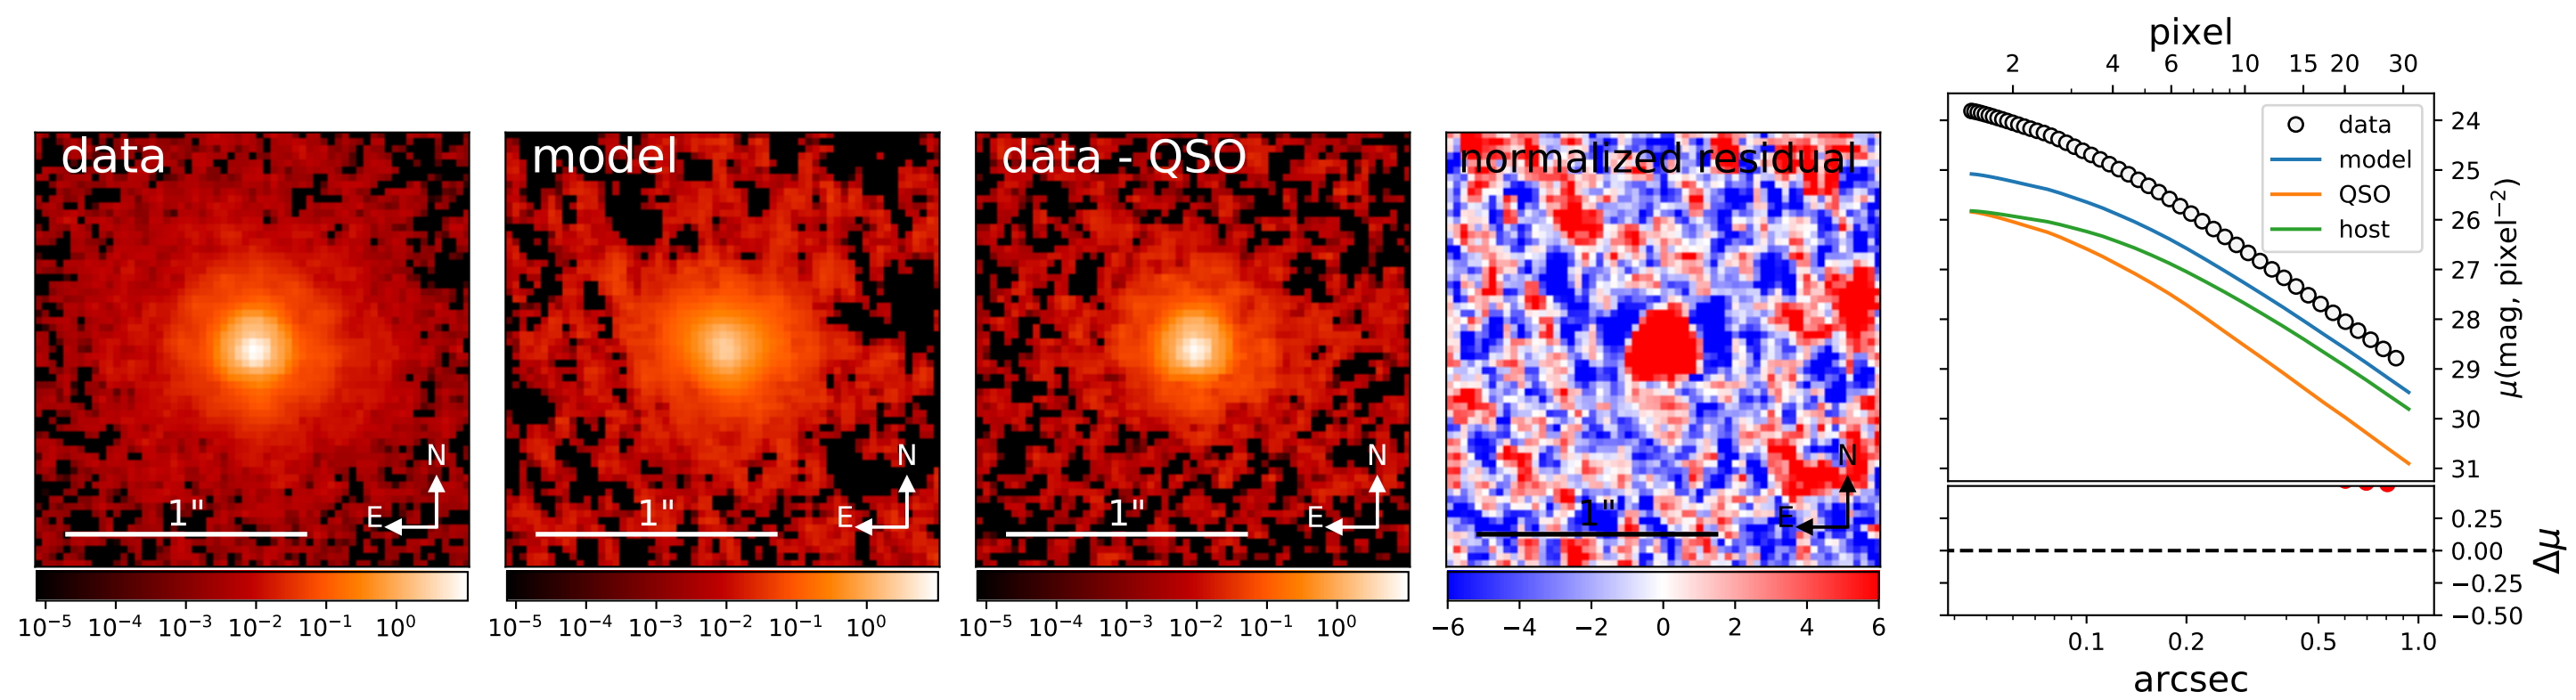 data
N
E
1"
10⁻⁵ 10⁻⁴ 10⁻³ 10⁻² 10⁻¹ 10⁰
model
N
E
1"
10⁻⁵ 10⁻⁴ 10⁻³ 10⁻² 10⁻¹ 10⁰
data - QSO
N
E
1"
10⁻⁵ 10⁻⁴ 10⁻³ 10⁻² 10⁻¹ 10⁰
normalized residual
N
E
1"
−6 −4 −2 0 2 4 6
pixel
2 4 6 10 15 20 30
data
model
QSO
host
24
25
26
27
28
29
30
31
μ(mag, pixel⁻²)
0.25
0.00
−0.25
−0.50
Δμ
0.1 0.2 0.5 1.0
arcsec